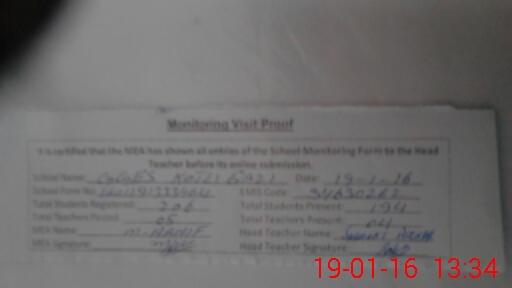 Monitoring Visit Proof
It is certified that the MEA has shown all entries of the School Monitoring Form to the Head
Teacher before its online submission.
School Name: GGES Date: 19-1-16
School Form No: EMIS Code:
Total Students Registered: 206 Total Students Present: 191
Total Teachers Posted: 05 Total Teachers Present: 04
MEA Name: M-HANIF Head Teacher Name:
MEA Signature: Head Teacher Signature:
19-01-16 13:34